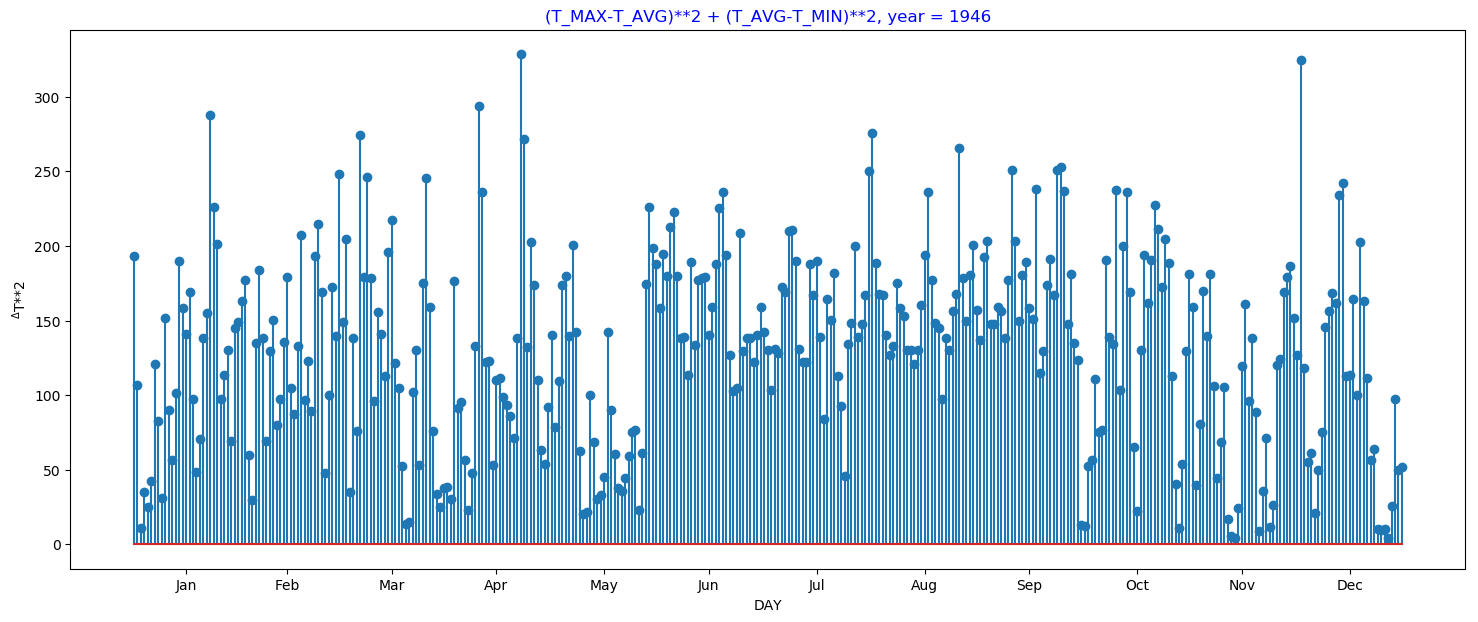 (T_MAX-T_AVG)**2 + (T_AVG-T_MIN)**2, year = 1946
300
250
200
150
100
50
0
ΔT**2
Jan Feb Mar Apr May Jun Jul Aug Sep Oct Nov Dec
DAY